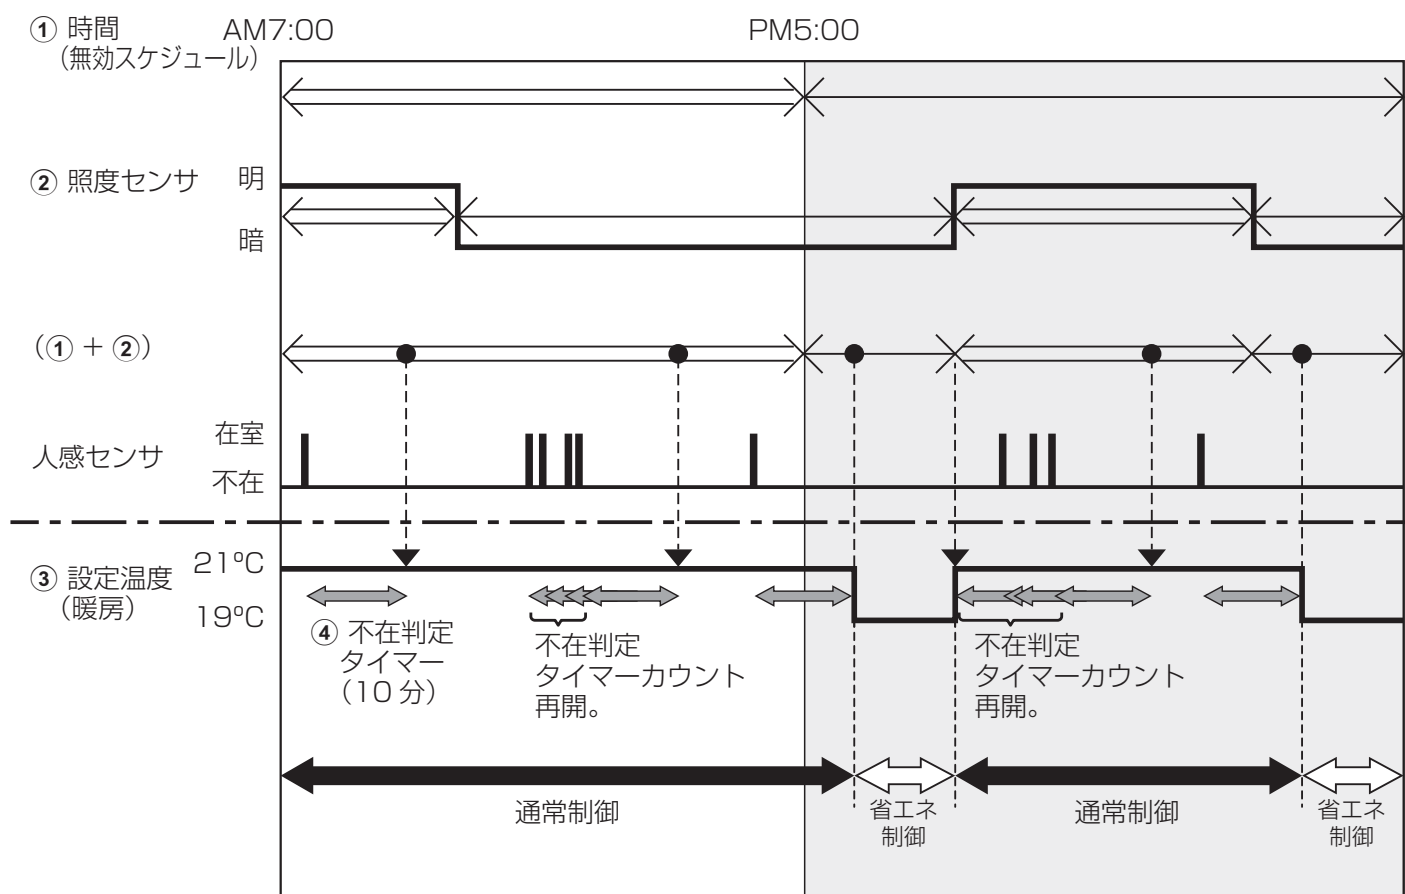 ① 時間
(無効スケジュール)
AM7:00
PM5:00
② 照度センサ
明
暗
(① + ②)
人感センサ
在室
不在
③ 設定温度
(暖房)
21℃
19℃
④ 不在判定
タイマー
(10 分)
不在判定
タイマーカウント
再開。
不在判定
タイマーカウント
再開。
通常制御
省エネ
制御
通常制御
省エネ
制御